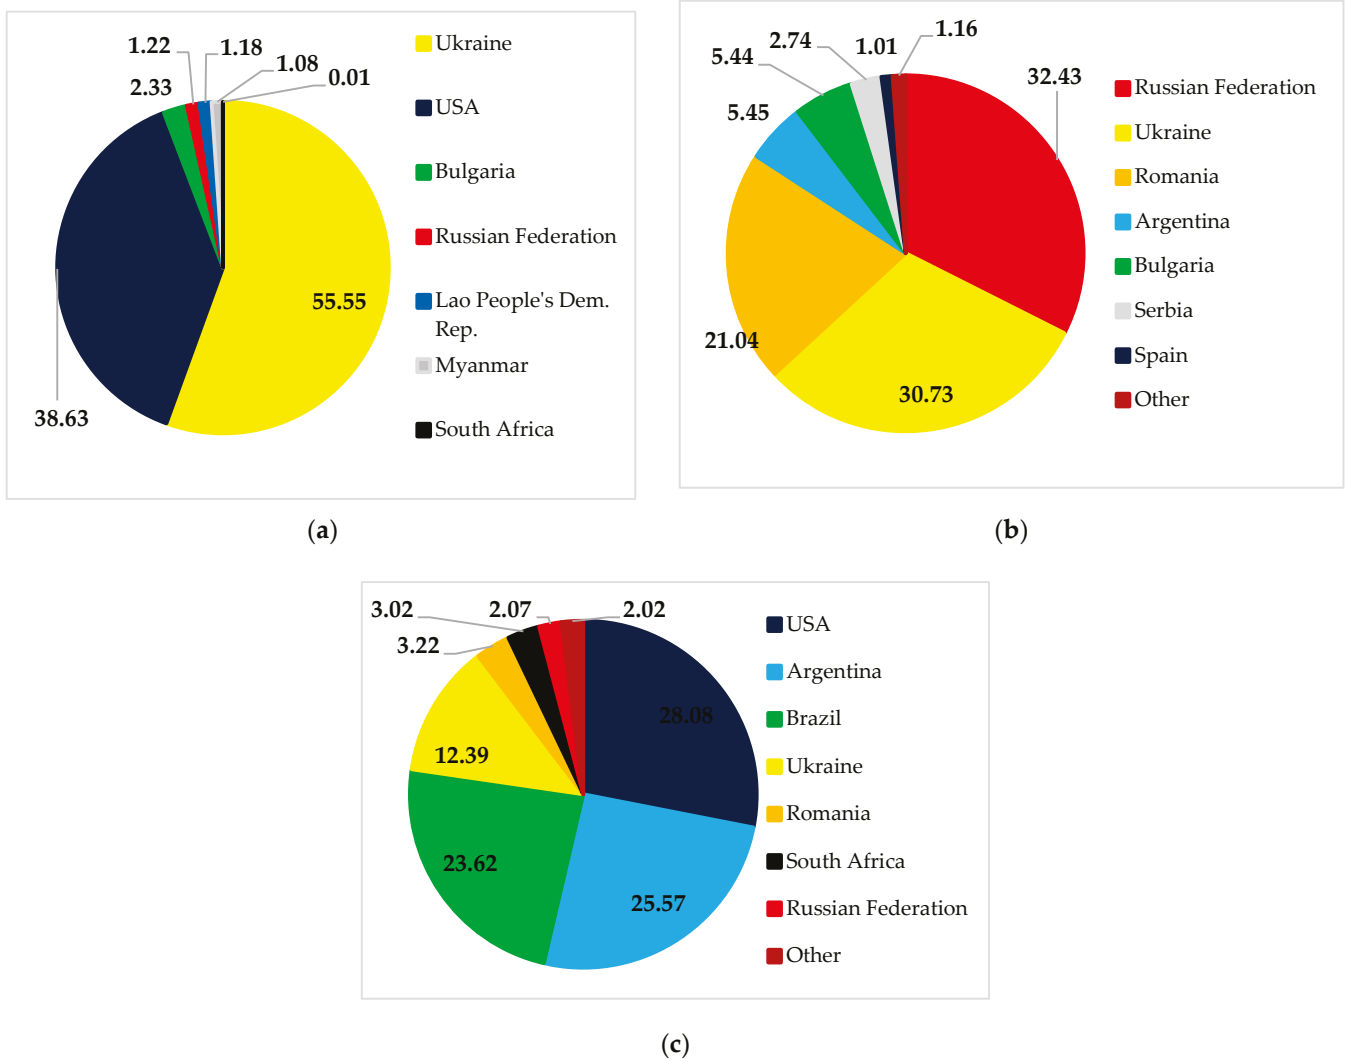 1.22
1.18
1.08
0.01
2.33
55.55
38.63
Ukraine
USA
Bulgaria
Russian Federation
Lao People's Dem.
Rep.
Myanmar
South Africa
(a)
5.44
2.74
1.01
1.16
32.43
5.45
21.04
30.73
Russian Federation
Ukraine
Romania
Argentina
Bulgaria
Serbia
Spain
Other
(b)
3.02
2.07
2.02
3.22
28.08
12.39
23.62
25.57
USA
Argentina
Brazil
Ukraine
Romania
South Africa
Russian Federation
Other
(c)